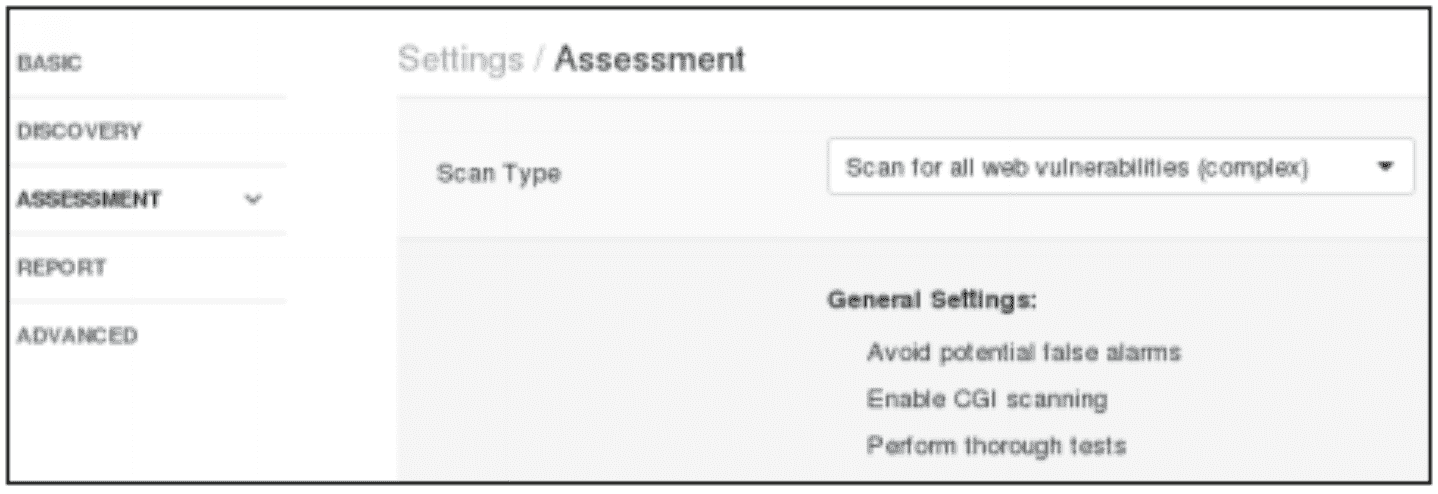 BASIC
DISCOVERY
ASSESSMENT
REPORT
ADVANCED
Settings / Assessment
Scan Type
Scan for all web vulnerabilities (complex)
General Settings:
Avoid potential false alarms
Enable CGI scanning
Perform thorough tests